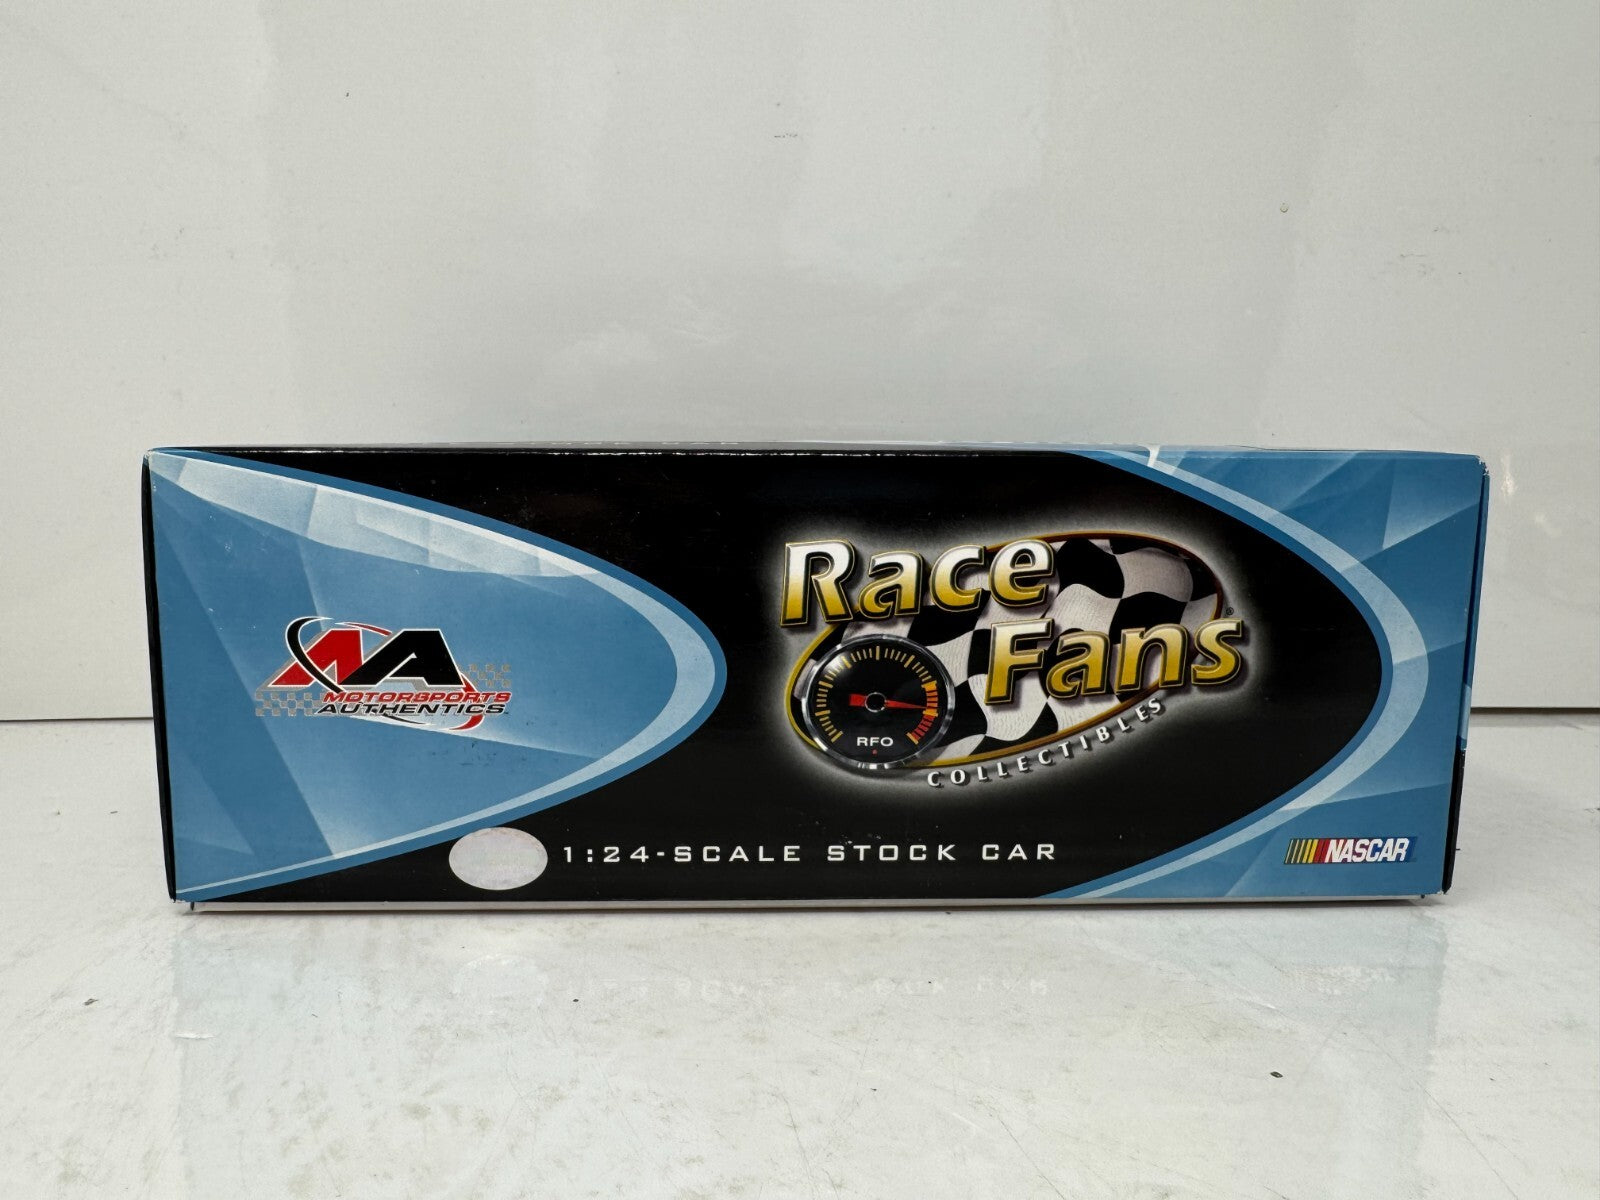 MA
MOTORSPORTS
AUTHENTICS
Race
Fans
RFO
COLLECTIBLES
1:24-SCALE STOCK CAR
NASCAR